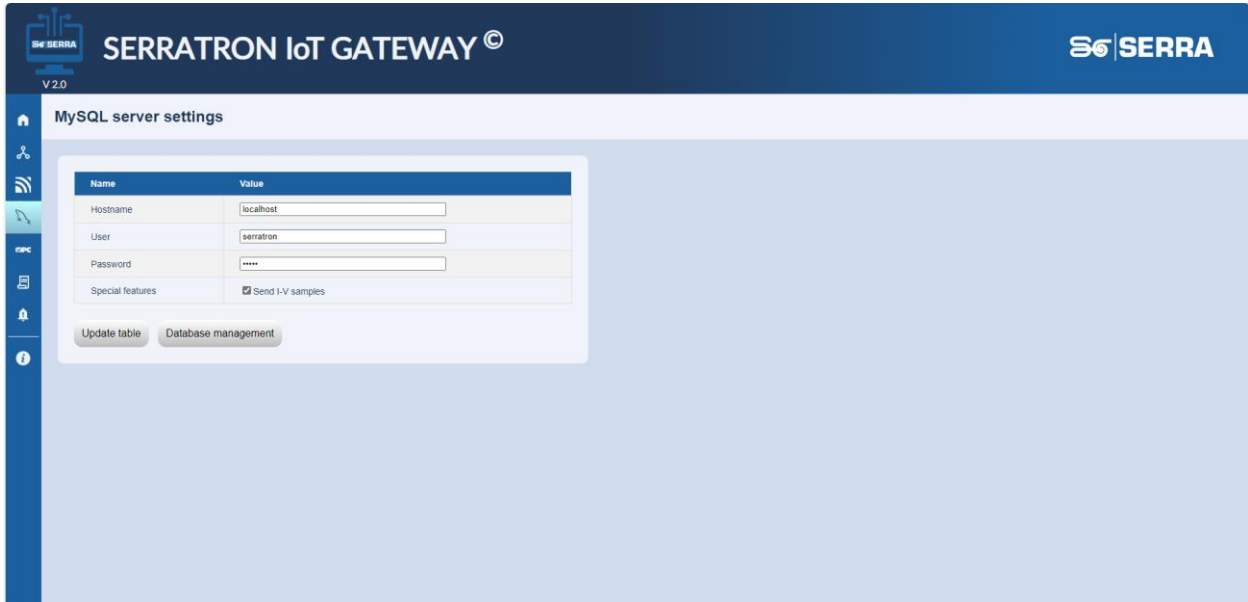 SERRA
SERRATRON IoT GATEWAY ©
SERRA
V 2.0
MySQL server settings
Name Value
Hostname localhost
User serratron
Password •••••
Special features Send I-V samples
Update table Database management